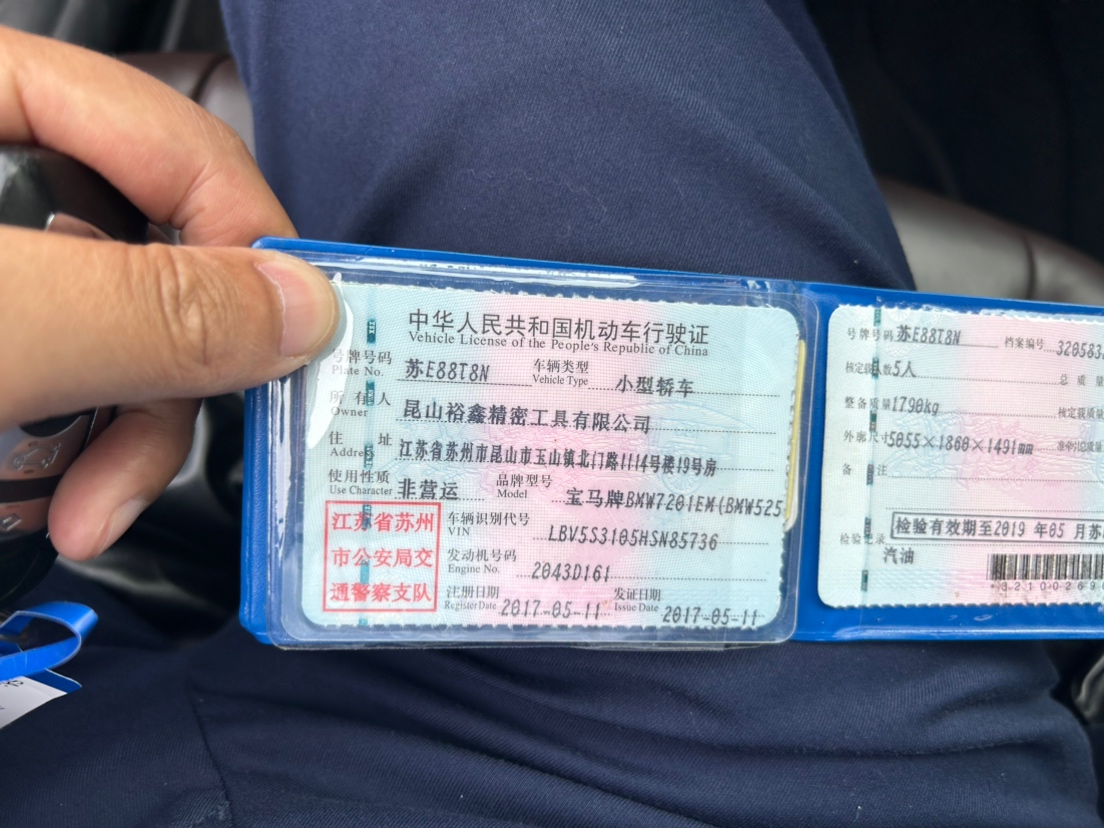 中华人民共和国机动车行驶证
Vehicle License of the People's Republic of China
号牌号码 苏E88T8N 车辆类型 小型轿车
Plate No. Vehicle Type
所有人 昆山裕鑫精密工具有限公司
Owner
住址 江苏省苏州市昆山市玉山镇北门路1114号楼19号房
Address
使用性质 非营运 品牌型号 宝马牌BMW7201EM(BMW525
Use Character Model
江苏省苏州
市公安局交
通警察支队
车辆识别代号 LBV5S3105HSN85736
VIN
发动机号码 2043D161
Engine No.
注册日期 2017-05-11 发证日期 2017-05-11
Register Date Issue Date
号牌号码 苏E88T8N 档案编号 320583
核定载人数 5人 总质量
整备质量 1790kg 核定载质量
外廓尺寸 5055×1868×1491mm
备注
检验记录 检验有效期至2019年05月苏
汽油
*321002698